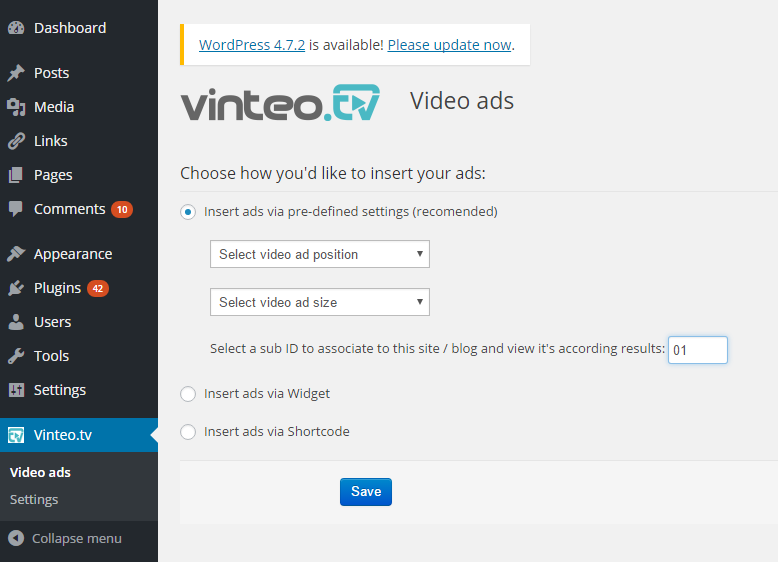 Dashboard
Posts
Media
Links
Pages
Comments 10
Appearance
Plugins 42
Users
Tools
Settings
Vinteo.tv
Video ads
Settings
Collapse menu
WordPress 4.7.2 is available! Please update now.
vinteo.tv Video ads
Choose how you'd like to insert your ads:
Insert ads via pre-defined settings (recomended)
Select video ad position
Select video ad size
Select a sub ID to associate to this site / blog and view it's according results: 01
Insert ads via Widget
Insert ads via Shortcode
Save